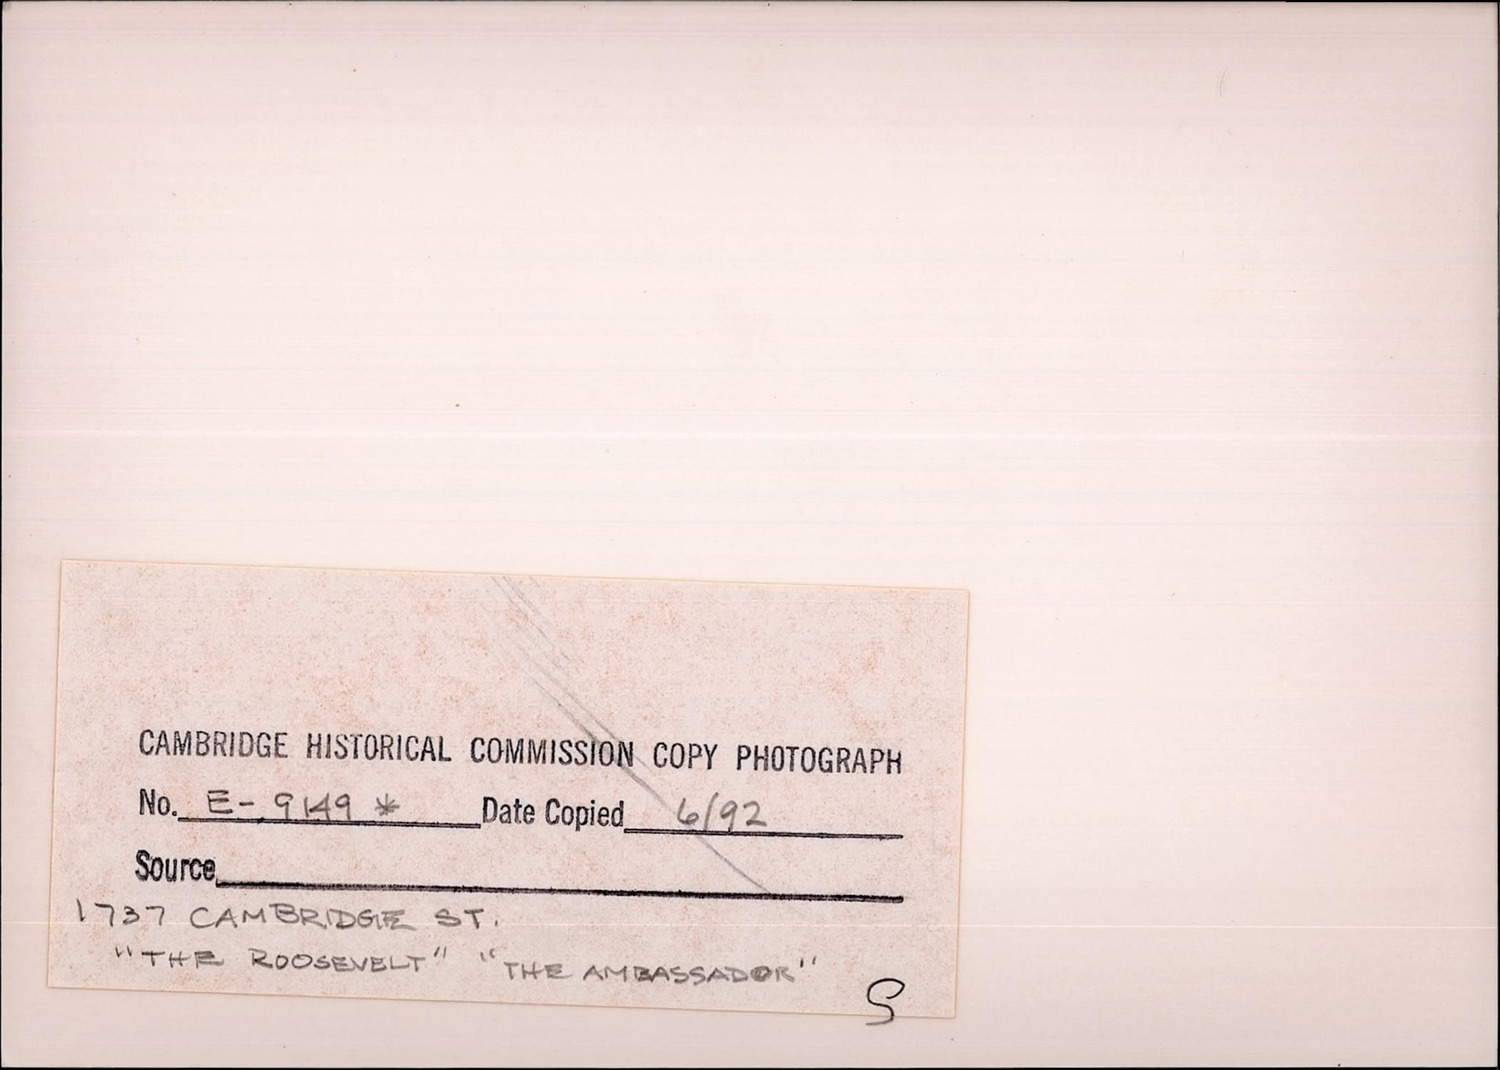 CAMBRIDGE HISTORICAL COMMISSION COPY PHOTOGRAPH
No. E-9149 * Date Copied 6/92
Source
1737 CAMBRIDGE ST.
"THE ROOSEVELT" "THE AMBASSADOR"
S